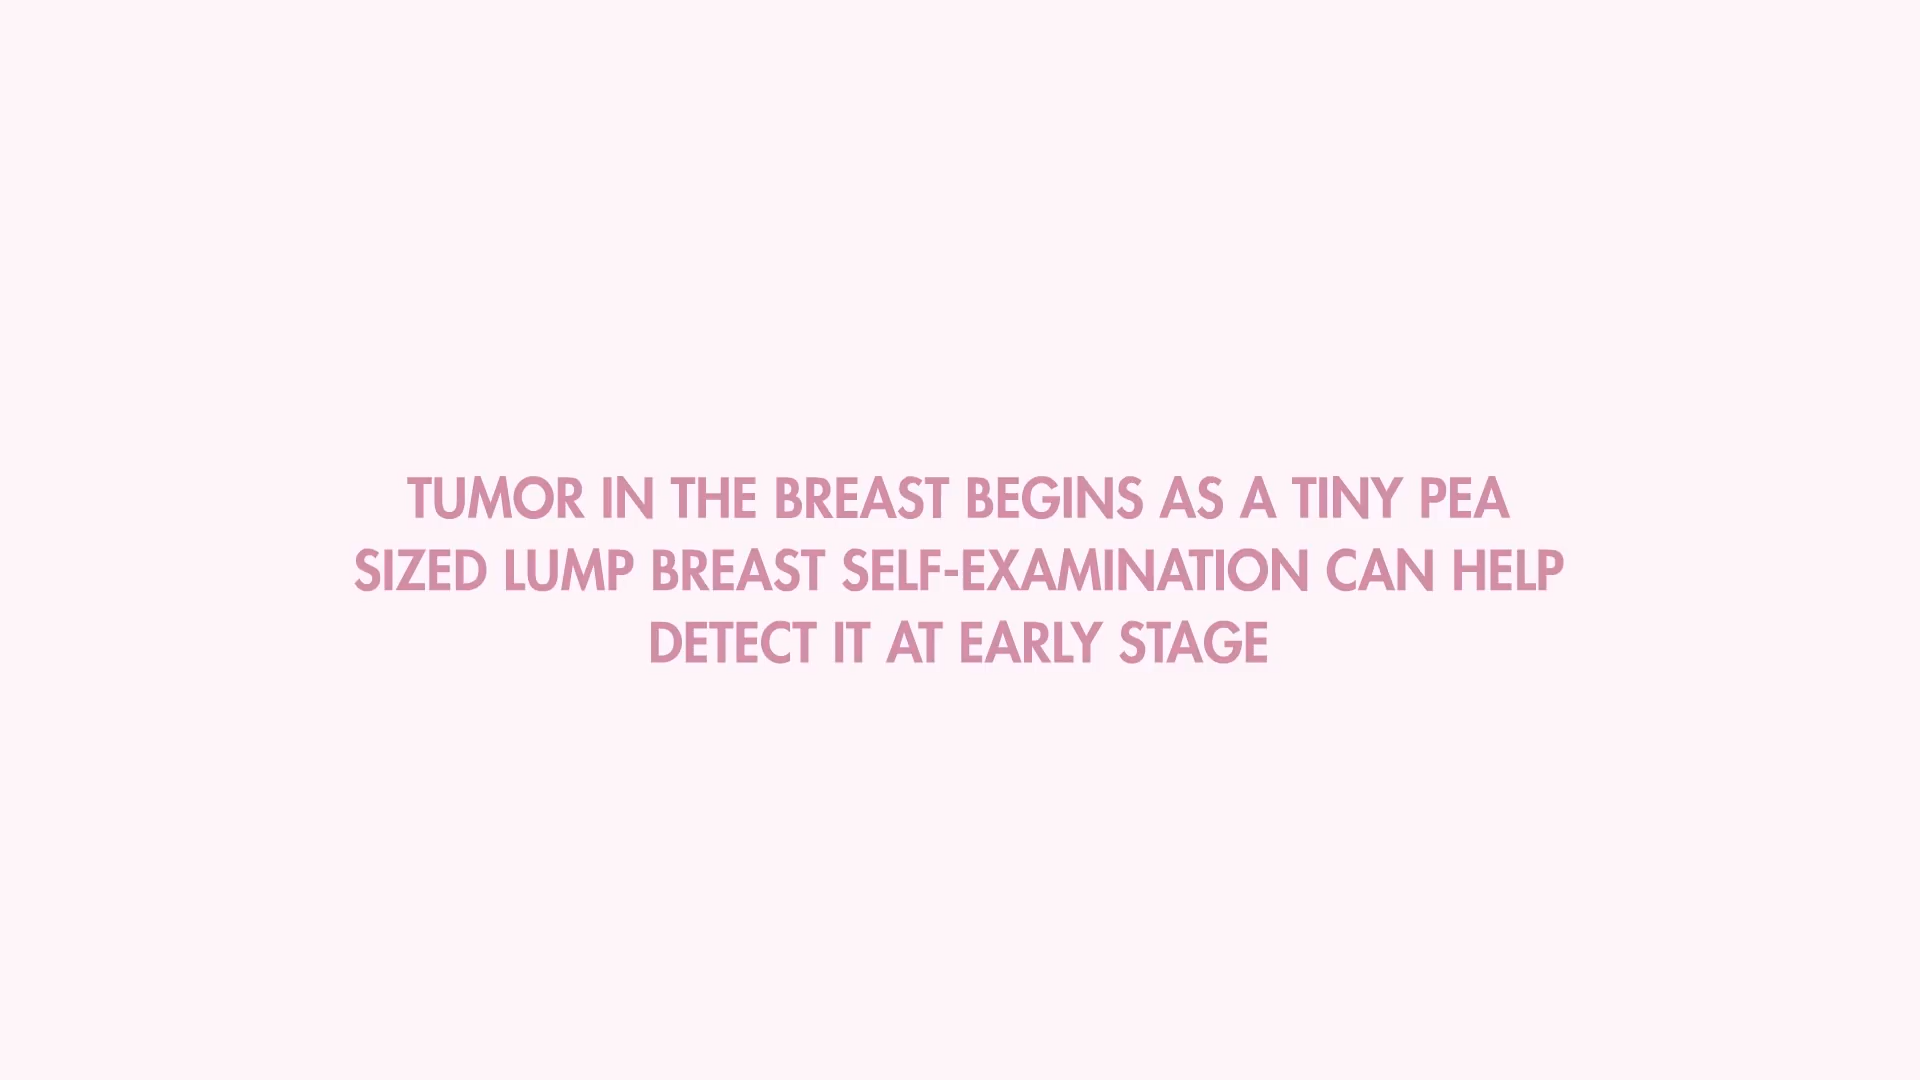 TUMOR IN THE BREAST BEGINS AS A TINY PEA
SIZED LUMP BREAST SELF-EXAMINATION CAN HELP
DETECT IT AT EARLY STAGE